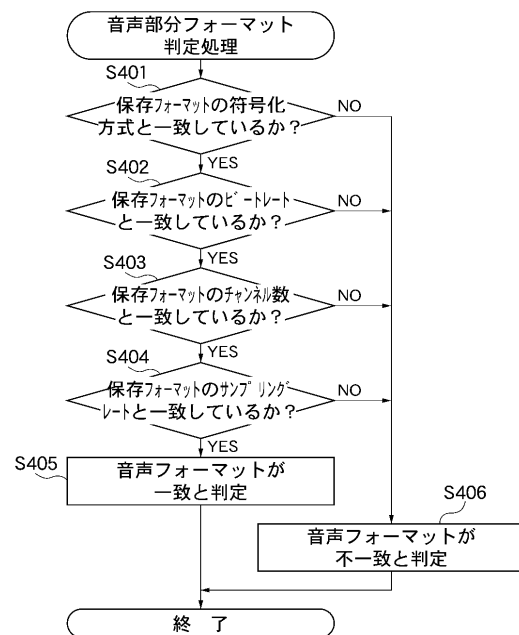 音声部分フォーマット
判定処理
S401
保存フォーマットの符号化
方式と一致しているか？
NO
YES
S402
保存フォーマットのビートレート
と一致しているか？
NO
YES
S403
保存フォーマットのチャンネル数
と一致しているか？
NO
YES
S404
保存フォーマットのサンプリング
レートと一致しているか？
NO
YES
S405
音声フォーマットが
一致と判定
S406
音声フォーマットが
不一致と判定
終 了